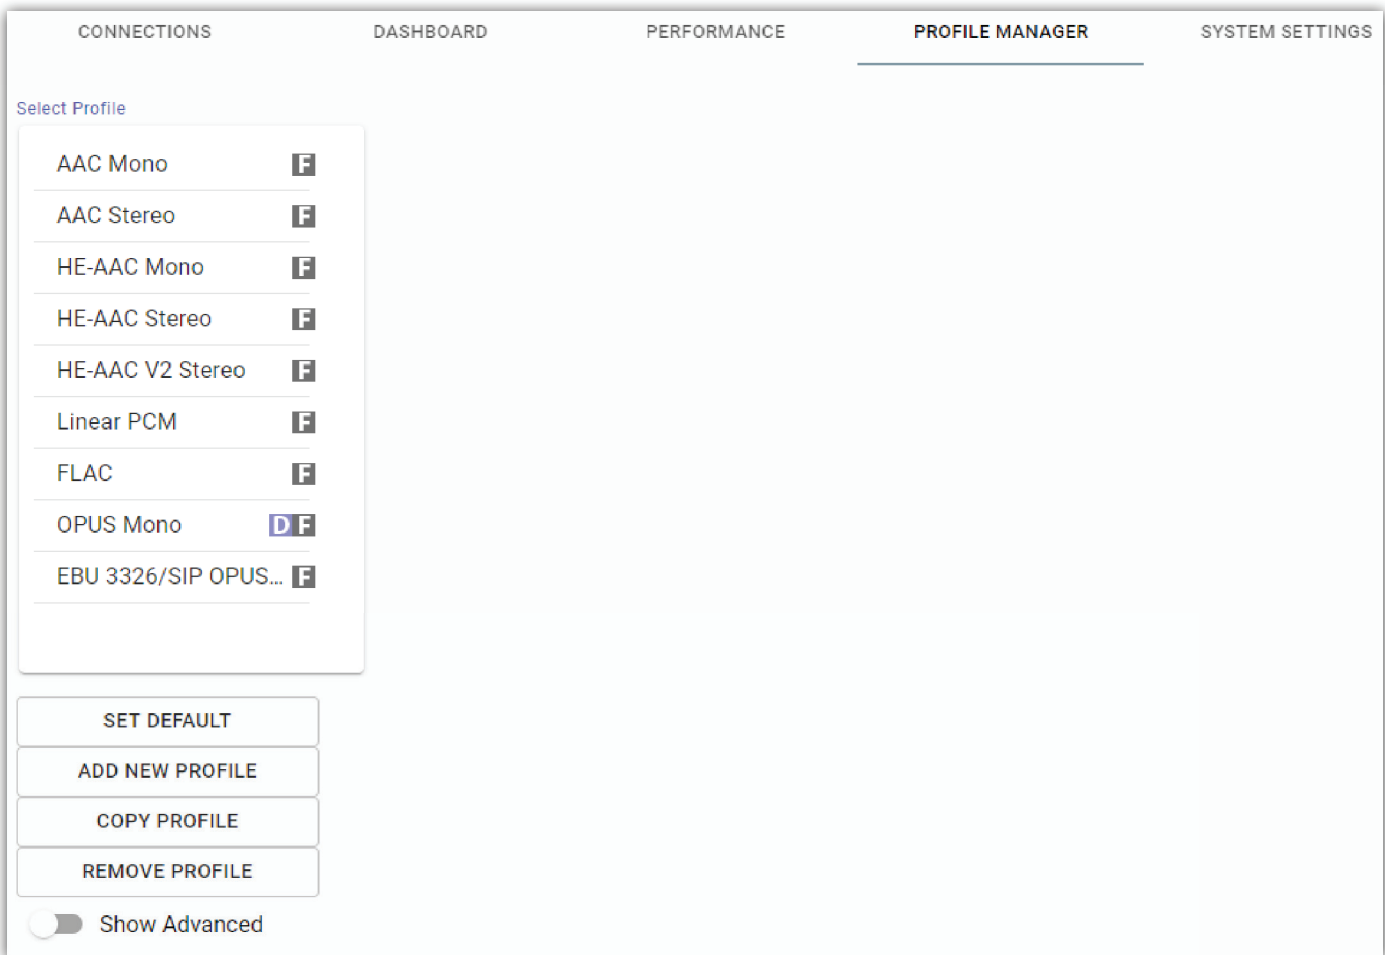 CONNECTIONS DASHBOARD PERFORMANCE PROFILE MANAGER SYSTEM SETTINGS
Select Profile
AAC Mono F
AAC Stereo F
HE-AAC Mono F
HE-AAC Stereo F
HE-AAC V2 Stereo F
Linear PCM F
FLAC F
OPUS Mono D F
EBU 3326/SIP OPUS... F
SET DEFAULT
ADD NEW PROFILE
COPY PROFILE
REMOVE PROFILE
Show Advanced